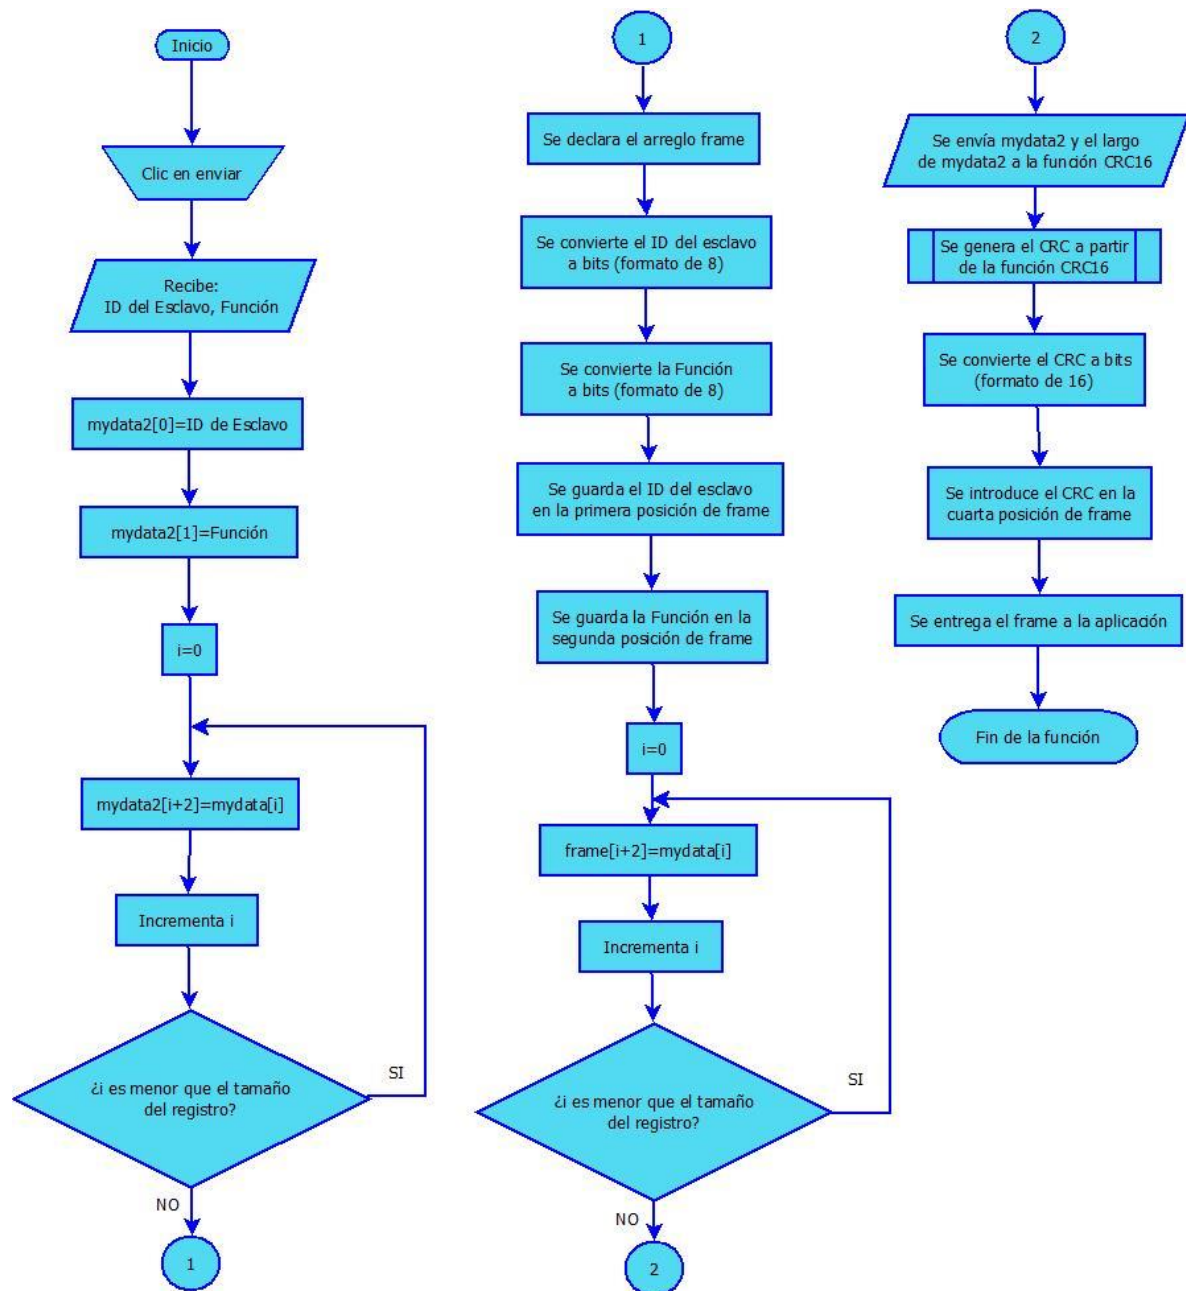 Inicio
Clic en enviar
Recibe:
ID del Esclavo, Función
mydata2[0]=ID de Esclavo
mydata2[1]=Función
i=0
mydata2[i+2]=mydata[i]
Incrementa i
¿i es menor que el tamaño
del registro?
SI
NO
1
1
Se declara el arreglo frame
Se convierte el ID del esclavo
a bits (formato de 8)
Se convierte la Función
a bits (formato de 8)
Se guarda el ID del esclavo
en la primera posición de frame
Se guarda la Función en la
segunda posición de frame
i=0
frame[i+2]=mydata[i]
Incrementa i
¿i es menor que el tamaño
del registro?
SI
NO
2
2
Se envía mydata2 y el largo
de mydata2 a la función CRC16
Se genera el CRC a partir
de la función CRC16
Se convierte el CRC a bits
(formato de 16)
Se introduce el CRC en la
cuarta posición de frame
Se entrega el frame a la aplicación
Fin de la función